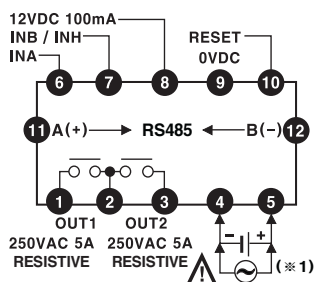 12VDC 100mA
INB / INH
INA
RESET
0VDC
6 7 8 9 10
11 A(+) RS485 B(-) 12
1 2 3 4 5
OUT1 OUT2
250VAC 5A 250VAC 5A
RESISTIVE RESISTIVE
- +
(※1)